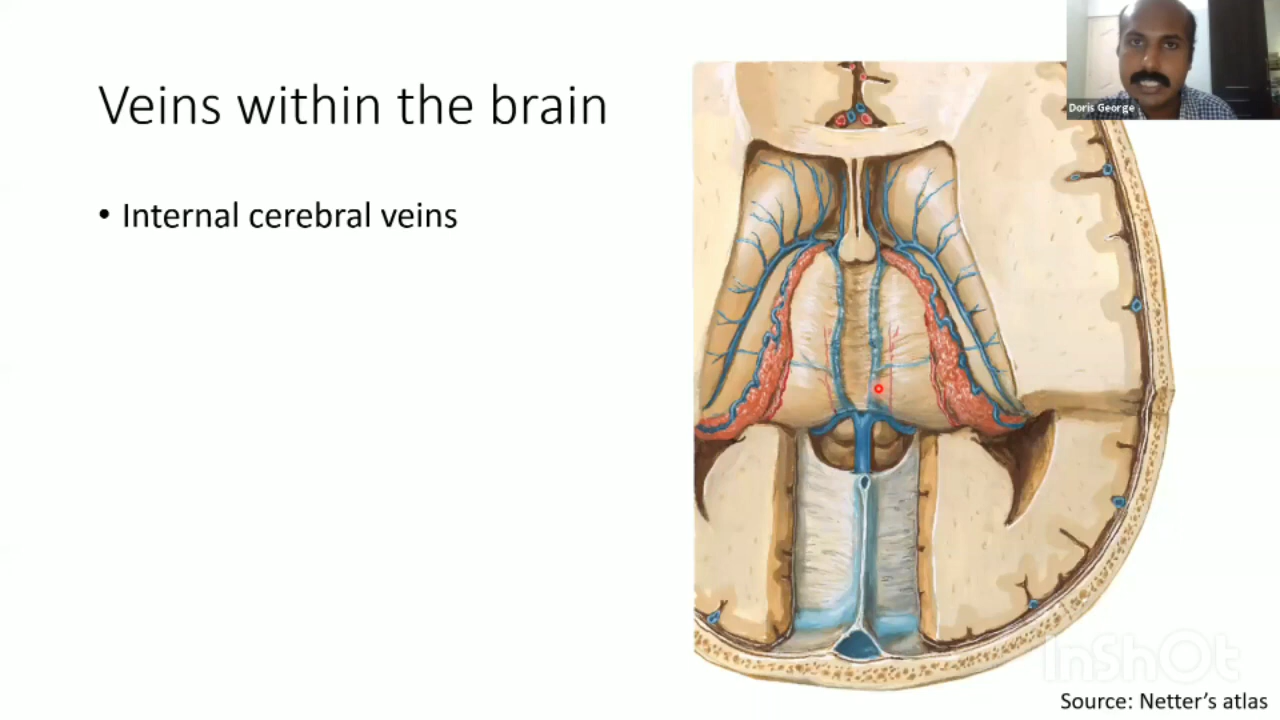 Veins within the brain
• Internal cerebral veins
Doris George
InShOt
Source: Netter's atlas